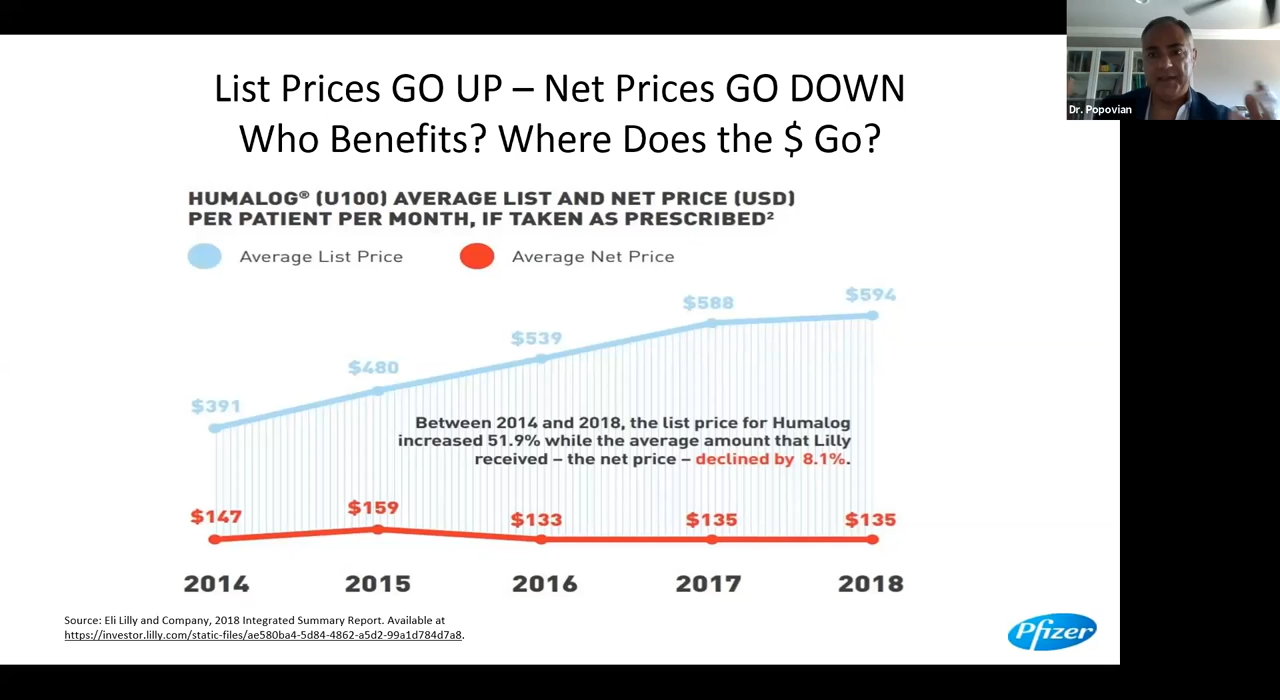 List Prices GO UP – Net Prices GO DOWN
Who Benefits? Where Does the $ Go?
Dr. Popovian
HUMALOG® (U100) AVERAGE LIST AND NET PRICE (USD)
PER PATIENT PER MONTH, IF TAKEN AS PRESCRIBED²
Average List Price
Average Net Price
$391
$480
$539
$588
$594
Between 2014 and 2018, the list price for Humalog
increased 51.9% while the average amount that Lilly
received – the net price – declined by 8.1%.
$147
$159
$133
$135
$135
2014
2015
2016
2017
2018
Source: Eli Lilly and Company, 2018 Integrated Summary Report. Available at
https://investor.lilly.com/static-files/ae580ba4-5d84-4862-a5d2-99a1d784d7a8.
Pfizer